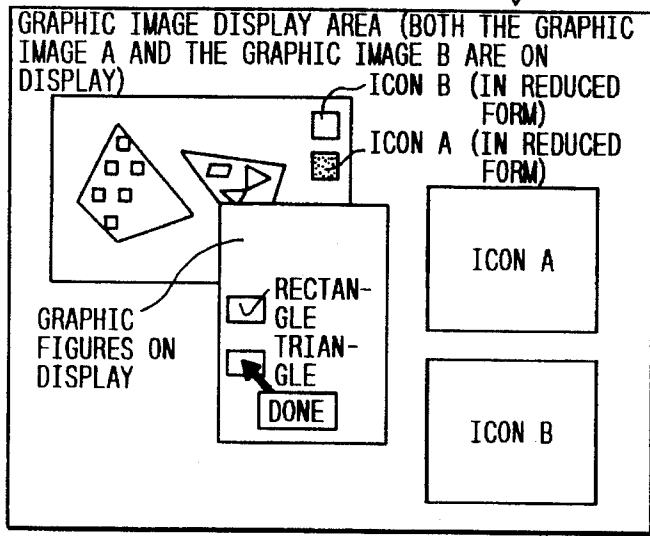 GRAPHIC IMAGE DISPLAY AREA (BOTH THE GRAPHIC
IMAGE A AND THE GRAPHIC IMAGE B ARE ON
DISPLAY)
ICON B (IN REDUCED
FORM)
ICON A (IN REDUCED
FORM)
ICON A
RECTAN-
GLE
GRAPHIC
FIGURES ON
DISPLAY
TRIAN-
GLE
DONE
ICON B